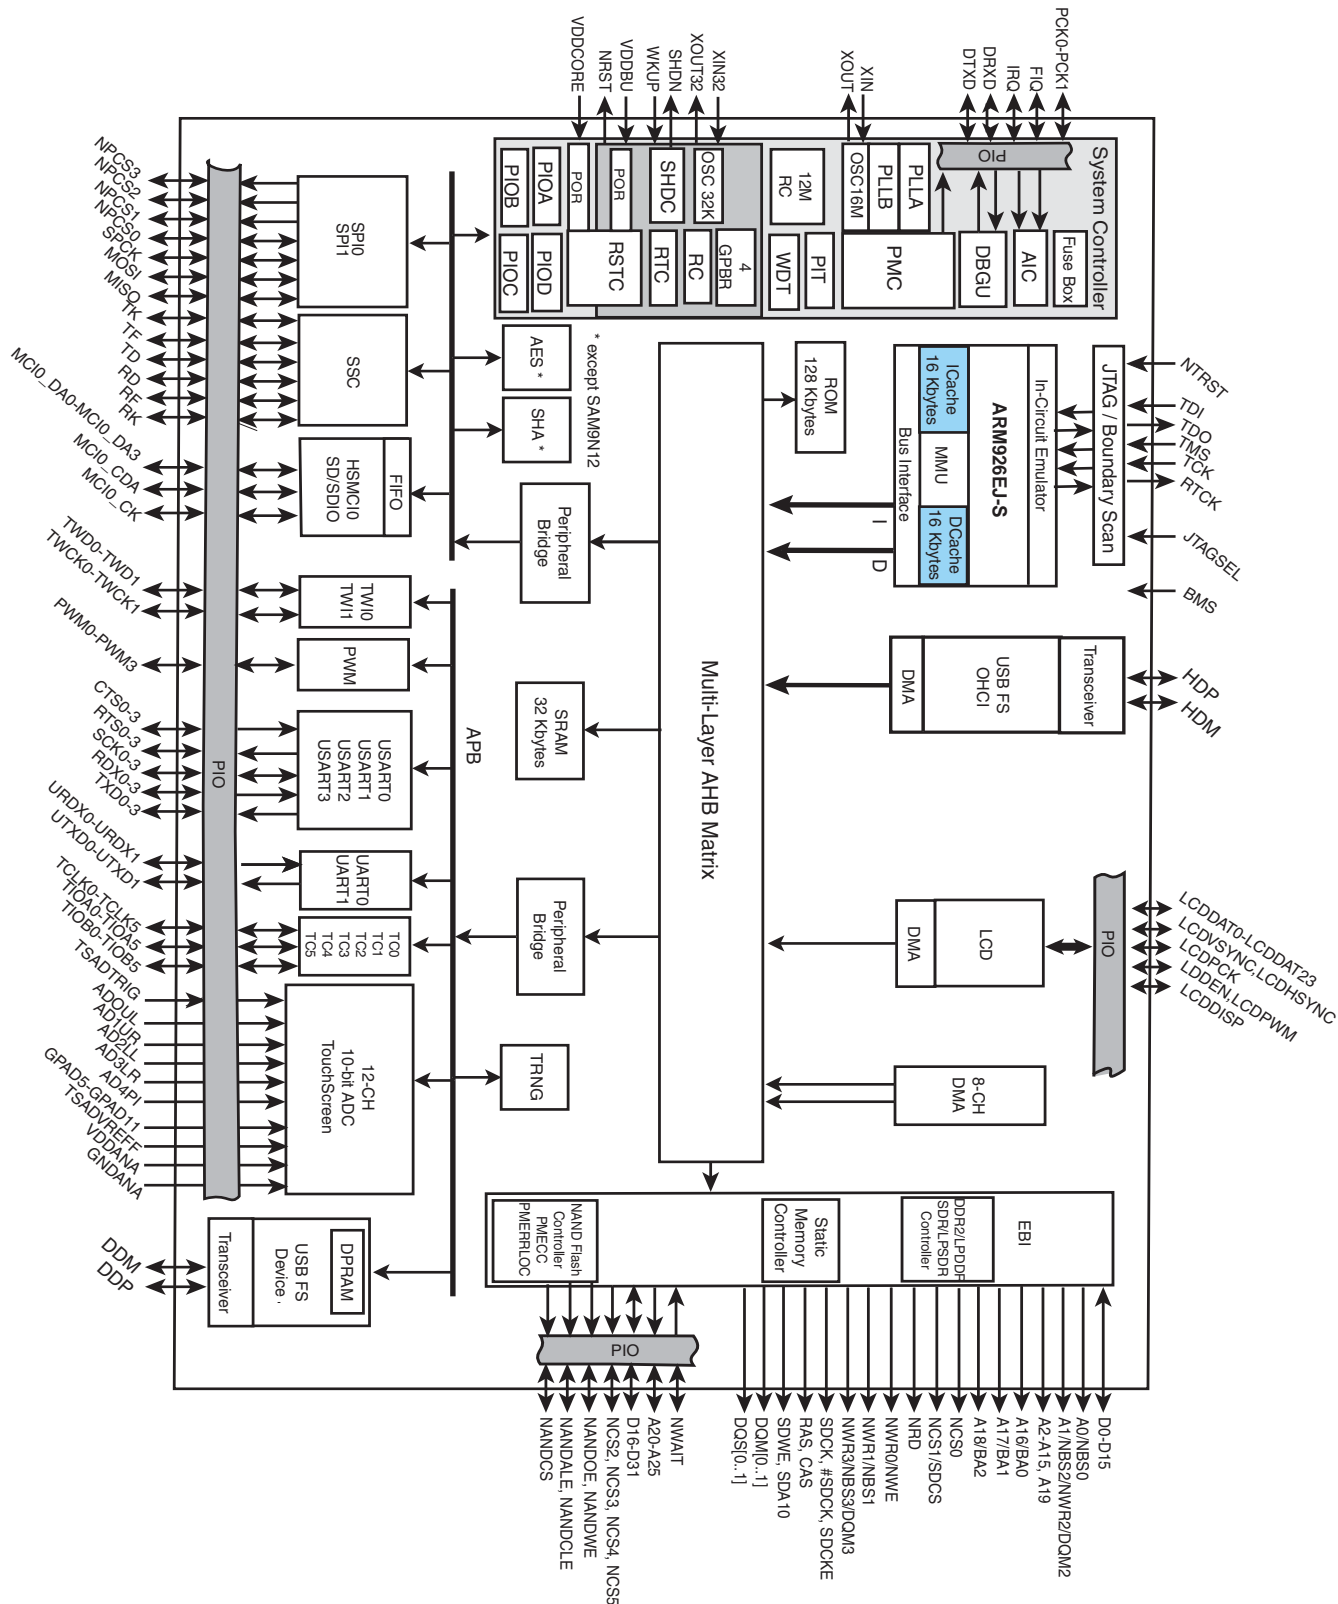 PCK0-PCK1
FIQ
IRQ
DRXD
DTXD
XIN
XOUT
XIN32
XOUT32
SHDN
WKUP
VDDBU
NRST
VDDCORE
System Controller
PIO
Fuse Box
AIC
DBGU
PMC
PLLA
PLLB
OSC16M
12M
RC
PIT
WDT
4
GPBR
OSC 32K
RC
SHDC
RTC
POR
RSTC
POR
PIOA
PIOB
PIOD
PIOC
NTRST
TDI
TDO
TMS
TCK
RTCK
JTAGSEL
BMS
JTAG / Boundary Scan
In-Circuit Emulator
ARM926EJ-S
ICache
16 Kbytes
MMU
DCache
16 Kbytes
Bus Interface
I
D
HDP
HDM
Transceiver
USB FS
OHCI
DMA
LCDDAT0-LCDDAT23
LCDVSYNC,LCDHSYNC
LCDPCK
LDDEN,LCDPWM
LCDDISP
PIO
LCD
DMA
8-CH
DMA
ROM
128 Kbytes
Multi-Layer AHB Matrix
* except SAM9N12
AES *
SHA *
Peripheral
Bridge
SRAM
32 Kbytes
Peripheral
Bridge
TRNG
APB
EBI
DDR2/LPDDR
SDR/LPSDR
Controller
Static
Memory
Controller
NAND Flash
Controller
PMECC
PMERRLOC
D0-D15
A0/NBS0
A1/NBS2/NWR2/DQM2
A2-A15, A19
A16/BA0
A17/BA1
A18/BA2
NCS0
NCS1/SDCS
NRD
NWR0/NWE
NWR1/NBS1
NWR3/NBS3/DQM3
SDCK, #SDCK, SDCKE
RAS, CAS
SDWE, SDA10
DQM[0..1]
DQS[0..1]
PIO
NWAIT
A20-A25
D16-D31
NCS2, NCS3, NCS4, NCS5
NANDOE, NANDWE
NANDALE, NANDCLE
NANDCS
SPI0
SPI1
SSC
FIFO
HSMCI0
SD/SDIO
TWI0
TWI1
PWM
USART0
USART1
USART2
USART3
UART0
UART1
TC0
TC1
TC2
TC3
TC4
TC5
12-CH
10-bit ADC
TouchScreen
DPRAM
USB FS
Device ,
Transceiver
PIO
NPCS3
NPCS2
NPCS1
NPCS0
SPCK
MOSI
MISO
TK
TF
TD
RD
RF
RK
MCI0_DA0-MCI0_DA3
MCI0_CDA
MCI0_CK
TWD0-TWD1
TWCK0-TWCK1
PWM0-PWM3
CTS0-3
RTS0-3
SCK0-3
RDX0-3
TXD0-3
URDX0-URDX1
UTXD0-UTXD1
TCLK0-TCLK5
TIOA0-TIOA5
TIOB0-TIOB5
TSADTRIG
AD0UL
AD1UR
AD2LL
AD3LR
AD4PI
GPAD5-GPAD11
TSADVREFF
VDDANA
GNDANA
DDM
DDP